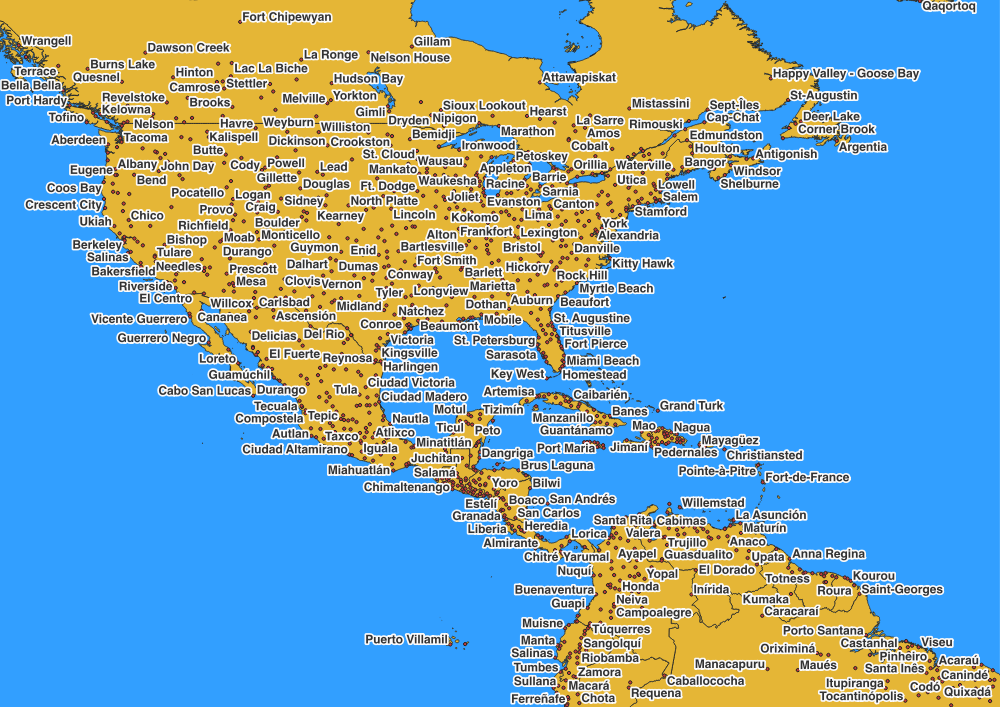 Qaqortoq
Fort Chipewyan
Wrangell
Gillam
Dawson Creek
La Ronge
Nelson House
Burns Lake
Lac La Biche
Terrace
Hinton
Quesnel
Happy Valley - Goose Bay
Attawapiskat
Hudson Bay
Bella Bella
Camrose
Stettler
Port Hardy
Revelstoke
Brooks
Melville
Yorkton
St-Augustin
Kelowna
Sioux Lookout
Mistassini
Sept-Îles
Tofino
Gimli
Hearst
Cap-Chat
Deer Lake
Nelson
Havre
Weyburn
Williston
Dryden
Nipigon
La Sarre
Rimouski
Corner Brook
Aberdeen
Tacoma
Kalispell
Dickinson
Crookston
Bemidji
Marathon
Amos
Edmundston
Argentia
Butte
Ironwood
Cobalt
Houlton
St. Cloud
Petoskey
Antigonish
Albany
John Day
Cody
Powell
Lead
Wausau
Orillia
Waterville
Bangor
Eugene
Mankato
Appleton
Windsor
Bend
Gillette
Douglas
Ft. Dodge
Waukesha
Racine
Barrie
Utica
Lowell
Shelburne
Coos Bay
Pocatello
Logan
Sidney
North Platte
Joliet
Evanston
Sarnia
Canton
Salem
Crescent City
Provo
Craig
Kearney
Lincoln
Kokomo
Lima
Stamford
Ukiah
Chico
Richfield
Boulder
York
Berkeley
Bishop
Moab
Monticello
Alton
Frankfort
Lexington
Alexandria
Salinas
Tulare
Durango
Guymon
Enid
Bartlesville
Bristol
Danville
Bakersfield
Needles
Prescott
Dalhart
Dumas
Fort Smith
Hickory
Kitty Hawk
Riverside
Mesa
Clovis
Vernon
Conway
Barlett
Rock Hill
El Centro
Willcox
Carlsbad
Tyler
Longview
Marietta
Myrtle Beach
Vicente Guerrero
Cananea
Ascensión
Midland
Natchez
Dothan
Auburn
Beaufort
Guerrero Negro
Delicias
Del Rio
Conroe
Beaumont
Mobile
St. Augustine
Titusville
Victoria
St. Petersburg
Fort Pierce
Loreto
El Fuerte
Reynosa
Kingsville
Sarasota
Miami Beach
Guamúchil
Harlingen
Key West
Homestead
Cabo San Lucas
Durango
Tula
Ciudad Victoria
Artemisa
Caibarién
Tecuala
Ciudad Madero
Grand Turk
Compostela
Tepic
Nautla
Motul
Tizimín
Manzanillo
Banes
Autlan
Taxco
Atlixco
Ticul
Peto
Guantánamo
Mao
Nagua
Ciudad Altamirano
Iguala
Minatitlán
Port Maria
Jimaní
Mayagüez
Juchitan
Dangriga
Pedernales
Christiansted
Miahuatlán
Salamá
Brus Laguna
Pointe-à-Pitre
Fort-de-France
Chimaltenango
Yoro
Bilwi
Estelí
Boaco
San Andrés
Willemstad
Granada
San Carlos
La Asunción
Liberia
Heredia
Santa Rita
Cabimas
Maturín
Almirante
Lorica
Valera
Trujillo
Anaco
Chitré
Yarumal
Ayapel
Guasdualito
Upata
Anna Regina
Nuquí
Yopal
El Dorado
Totness
Kourou
Buenaventura
Honda
Inírida
Roura
Saint-Georges
Guapi
Neiva
Kumaka
Campoalegre
Caracaraí
Muisne
Túquerres
Porto Santana
Puerto Villamil
Manta
Sangolquí
Castanhal
Viseu
Salinas
Riobamba
Oriximiná
Pinheiro
Acaraú
Tumbes
Zamora
Manacapuru
Maués
Santa Inês
Canindé
Sullana
Macará
Caballococha
Itupiranga
Codó
Quixadá
Ferreñafe
Chota
Requena
Tocantinópolis